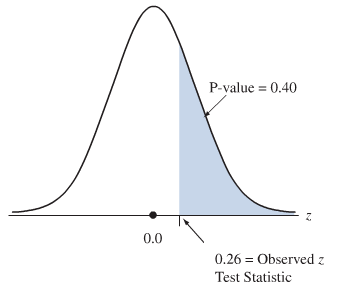 P-value = 0.40
z
0.0
0.26 = Observed z
Test Statistic